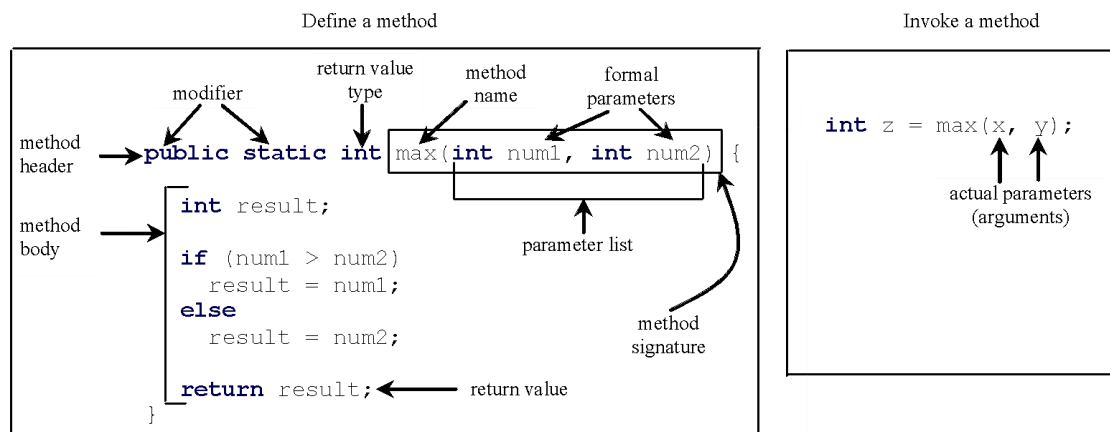 Define a method
Invoke a method
return value
type
method
name
formal
parameters
modifier
method
header
public static int max(int num1, int num2) {
int z = max(x, y);
actual parameters
(arguments)
method
body
int result;
parameter list
if (num1 > num2)
result = num1;
else
result = num2;
method
signature
return result;
return value
}